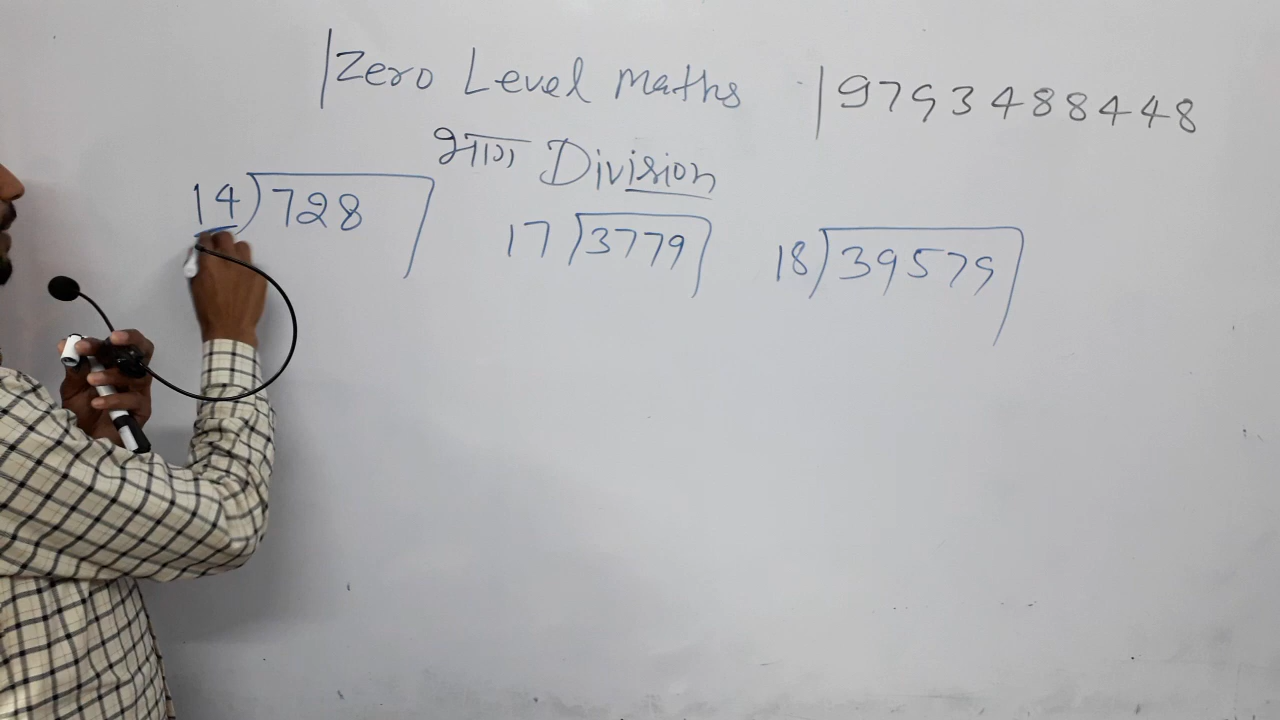 Zero Level maths | 9793488448
भाग Division
14)728
17)3779
18)39579